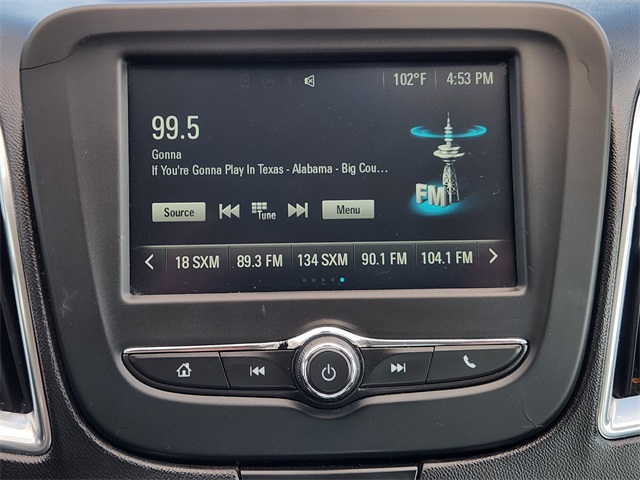 102°F 4:53 PM
99.5
Gonna
If You're Gonna Play In Texas - Alabama - Big Cou...
FM
Source Tune Menu
18 SXM 89.3 FM 134 SXM 90.1 FM 104.1 FM